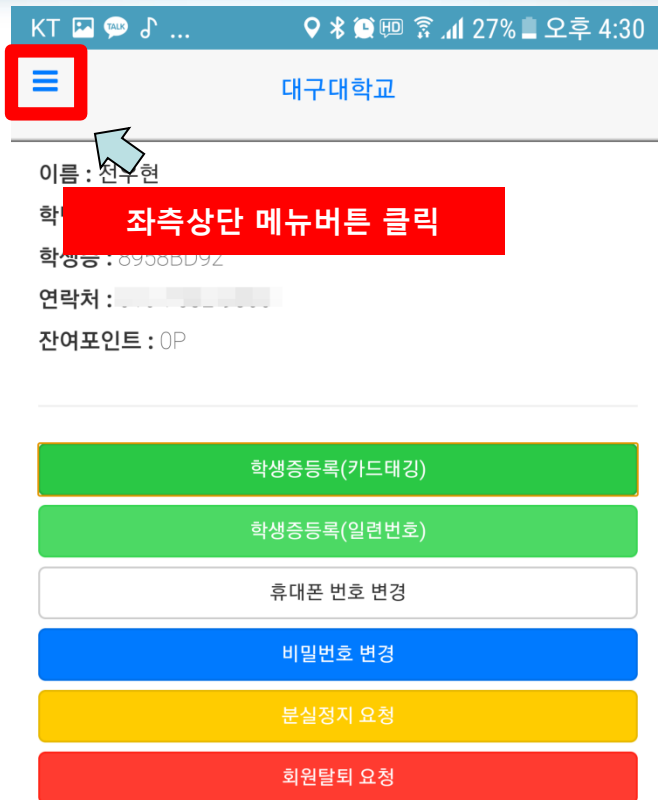 KT TALK ... HD 27% 오후 4:30
대구대학교
이름 : 전우현
좌측상단 메뉴버튼 클릭
학생증 : 8958BD92
연락처 :
잔여포인트 : 0P
학생증등록(카드태깅)
학생증등록(일련번호)
휴대폰 번호 변경
비밀번호 변경
분실정지 요청
회원탈퇴 요청